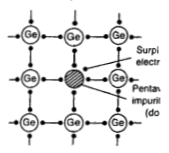 Ge Ge Ge
Surpl
electr
Ge Ge
Penta
impuri
(do
Ge Ge Ge